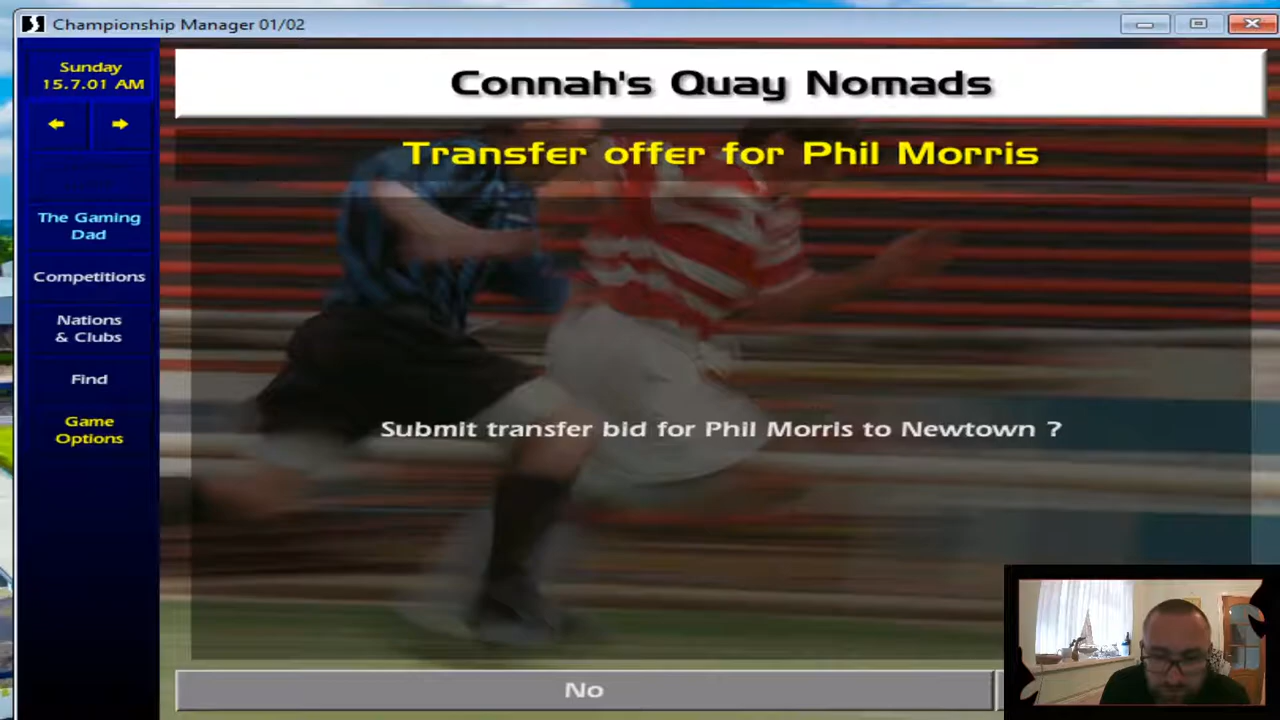 Championship Manager 01/02
Sunday
15.7.01 AM
The Gaming
Dad
Competitions
Nations
& Clubs
Find
Game
Options
Connah's Quay Nomads
Transfer offer for Phil Morris
Submit transfer bid for Phil Morris to Newtown ?
No